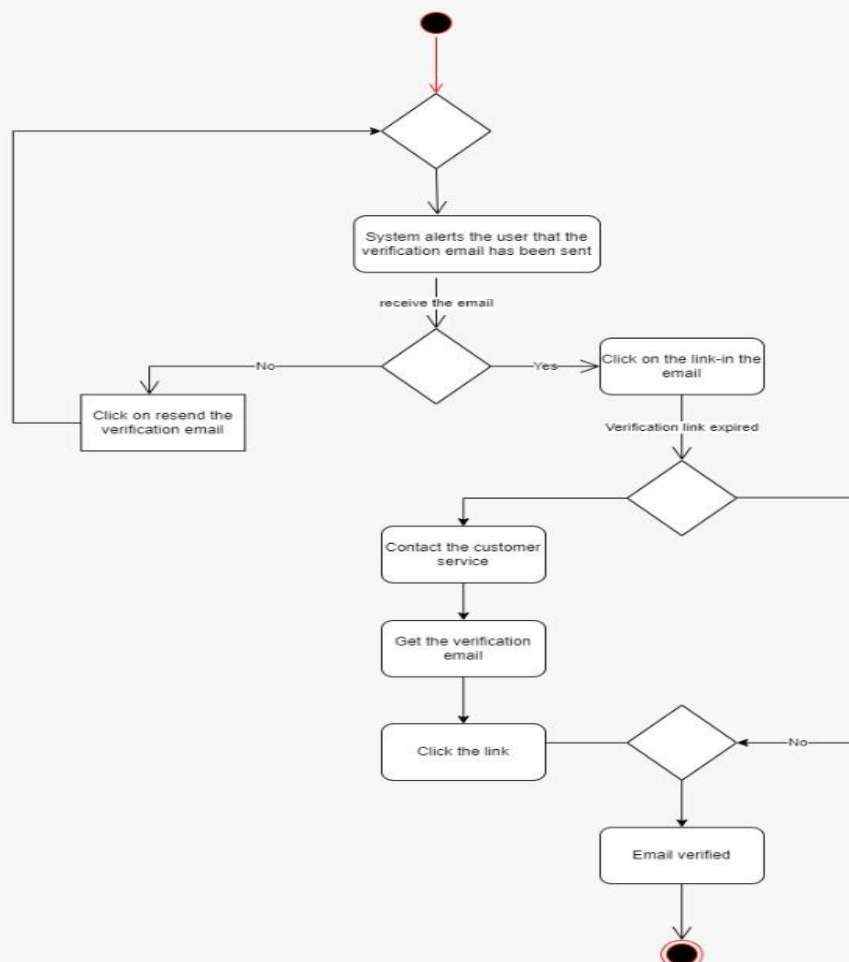 System alerts the user that the
verification email has been sent
receive the email
No
Yes
Click on the link-in the
email
Click on resend the
verification email
Verification link expired
Contact the customer
service
Get the verification
email
Click the link
No
Email verified